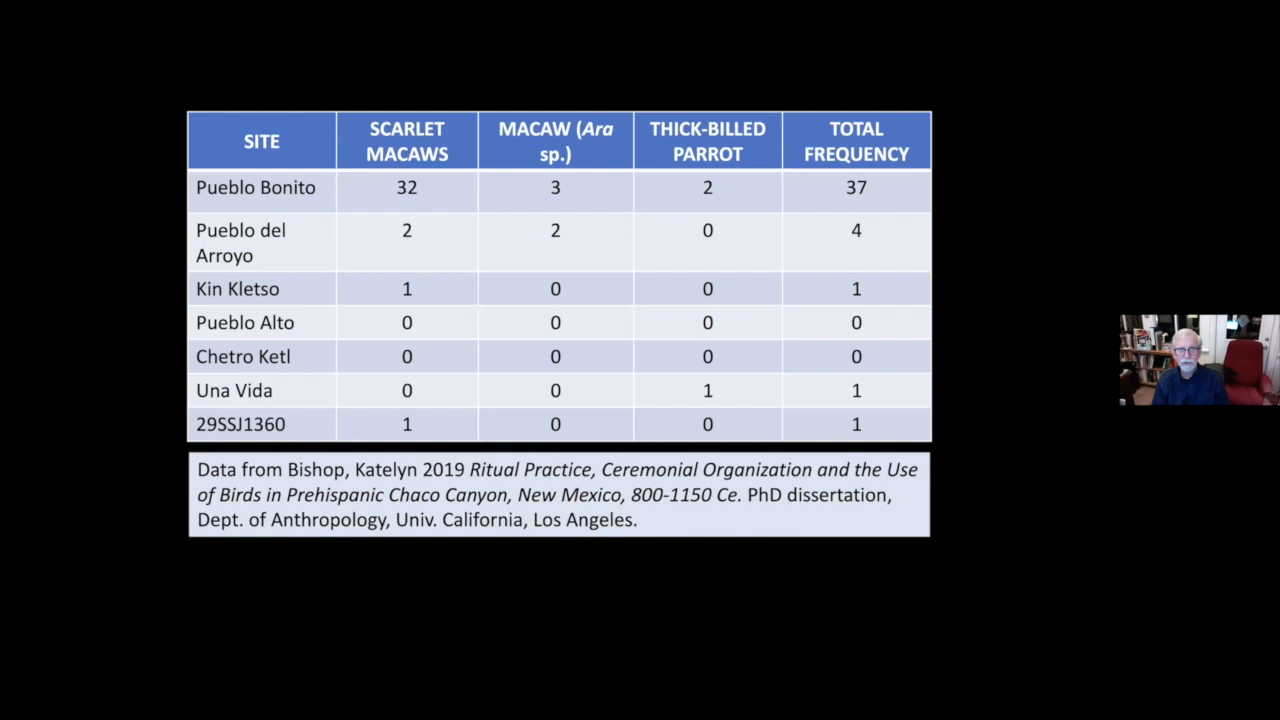 SITE SCARLET MACAWS MACAW (Ara sp.) THICK-BILLED PARROT TOTAL FREQUENCY
Pueblo Bonito 32 3 2 37
Pueblo del Arroyo 2 2 0 4
Kin Kletso 1 0 0 1
Pueblo Alto 0 0 0 0
Chetro Ketl 0 0 0 0
Una Vida 0 0 1 1
29SSJ1360 1 0 0 1
Data from Bishop, Katelyn 2019 Ritual Practice, Ceremonial Organization and the Use
of Birds in Prehispanic Chaco Canyon, New Mexico, 800-1150 Ce. PhD dissertation,
Dept. of Anthropology, Univ. California, Los Angeles.